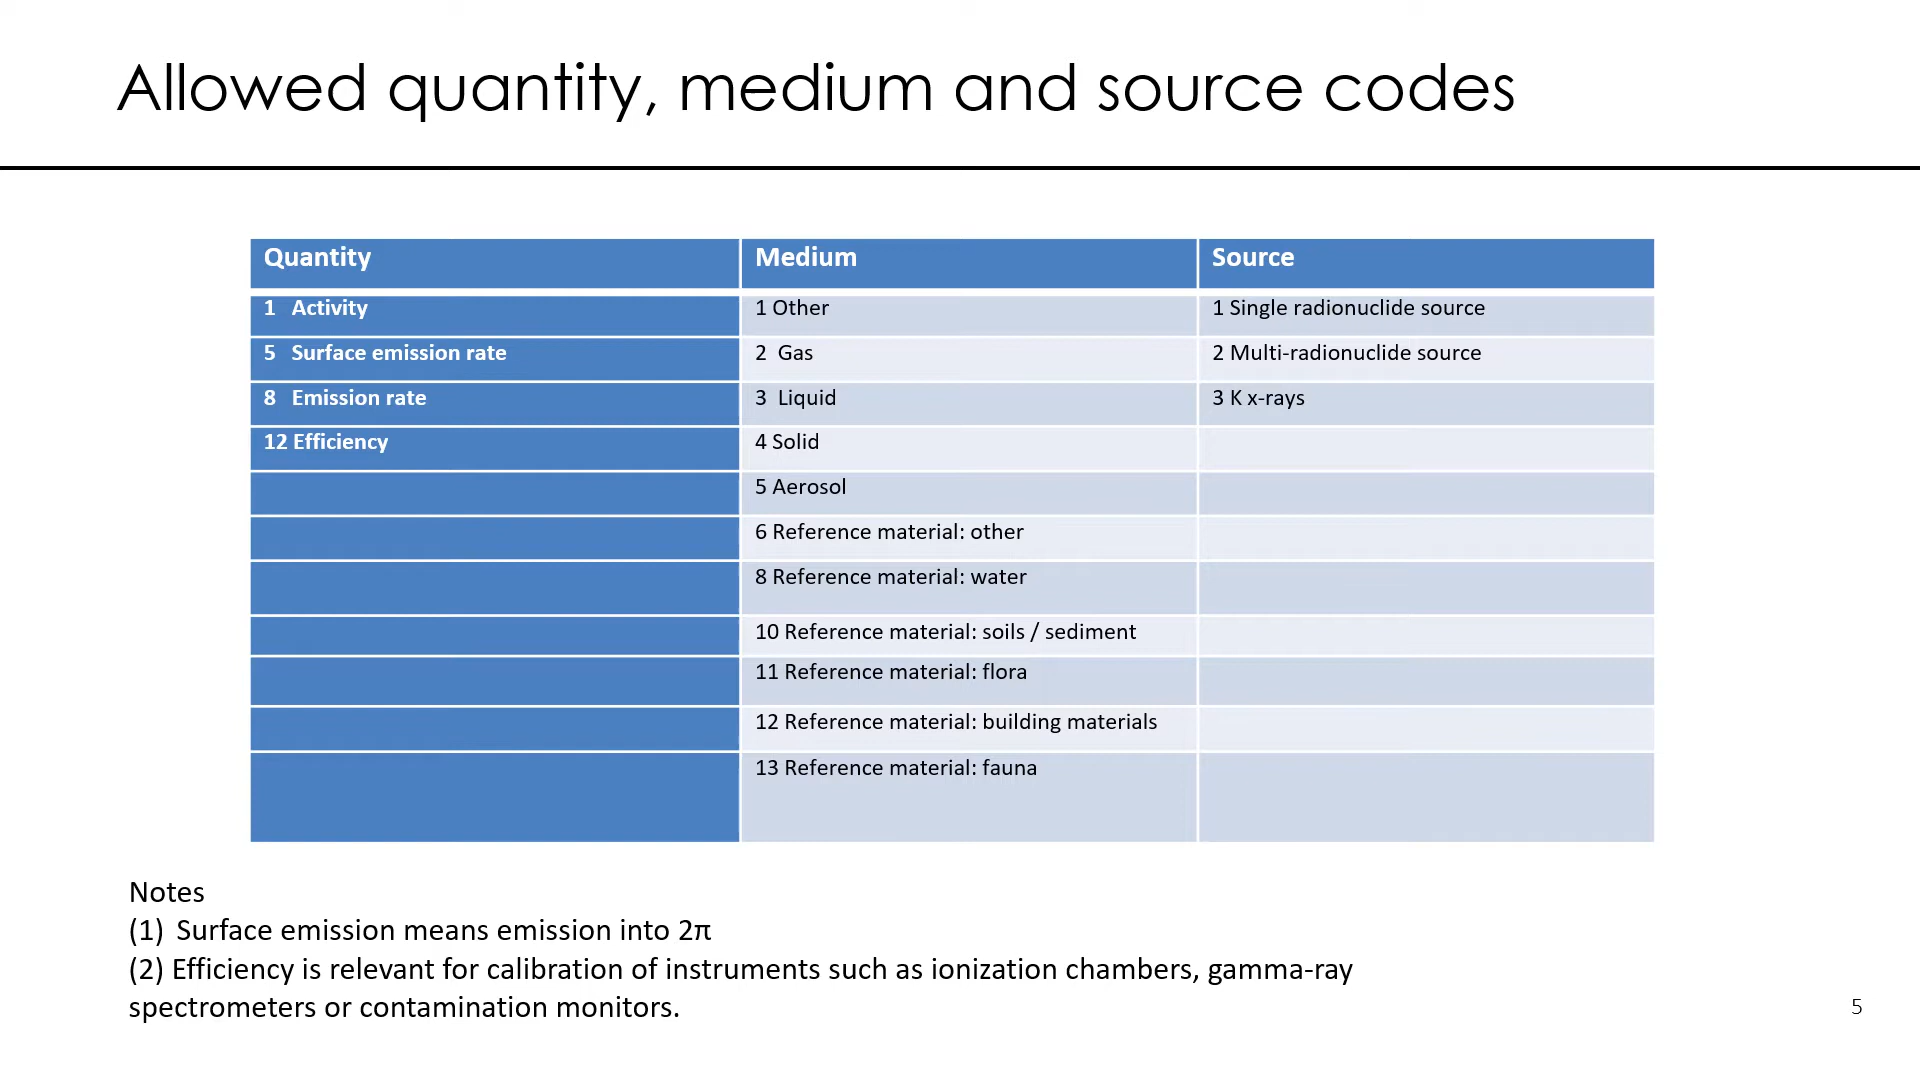 Allowed quantity, medium and source codes
Quantity Medium Source
1 Activity 1 Other 1 Single radionuclide source
5 Surface emission rate 2 Gas 2 Multi-radionuclide source
8 Emission rate 3 Liquid 3 K x-rays
12 Efficiency 4 Solid
5 Aerosol
6 Reference material: other
8 Reference material: water
10 Reference material: soils / sediment
11 Reference material: flora
12 Reference material: building materials
13 Reference material: fauna
Notes
(1) Surface emission means emission into 2π
(2) Efficiency is relevant for calibration of instruments such as ionization chambers, gamma-ray
spectrometers or contamination monitors.
5